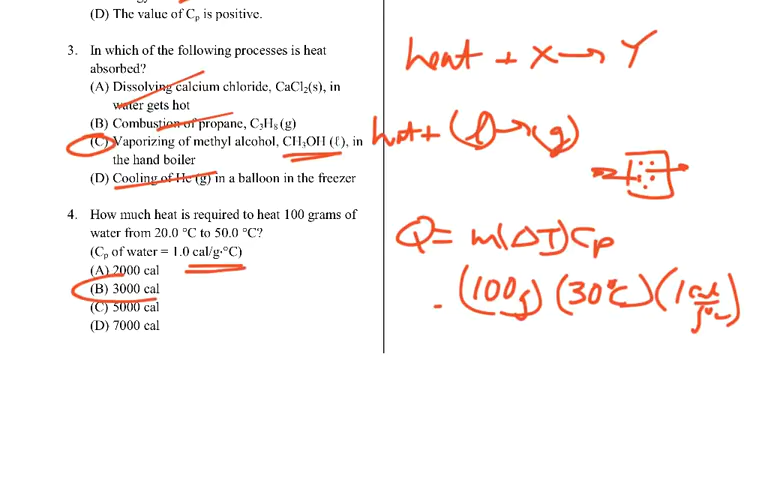 (D) The value of Cₚ is positive.
3. In which of the following processes is heat
absorbed?
(A) Dissolving calcium chloride, CaCl₂(s), in
water gets hot
(B) Combustion of propane, C₃H₈ (g)
(C) Vaporizing of methyl alcohol, CH₃OH (ℓ), in
the hand boiler
(D) Cooling of He (g) in a balloon in the freezer
4. How much heat is required to heat 100 grams of
water from 20.0 °C to 50.0 °C?
(Cₚ of water = 1.0 cal/g·°C)
(A) 2000 cal
(B) 3000 cal
(C) 5000 cal
(D) 7000 cal
heat + X → Y
heat + (l → g)
Q = m(ΔT)Cp
(100g) (30°C) (1 cal/g°C)